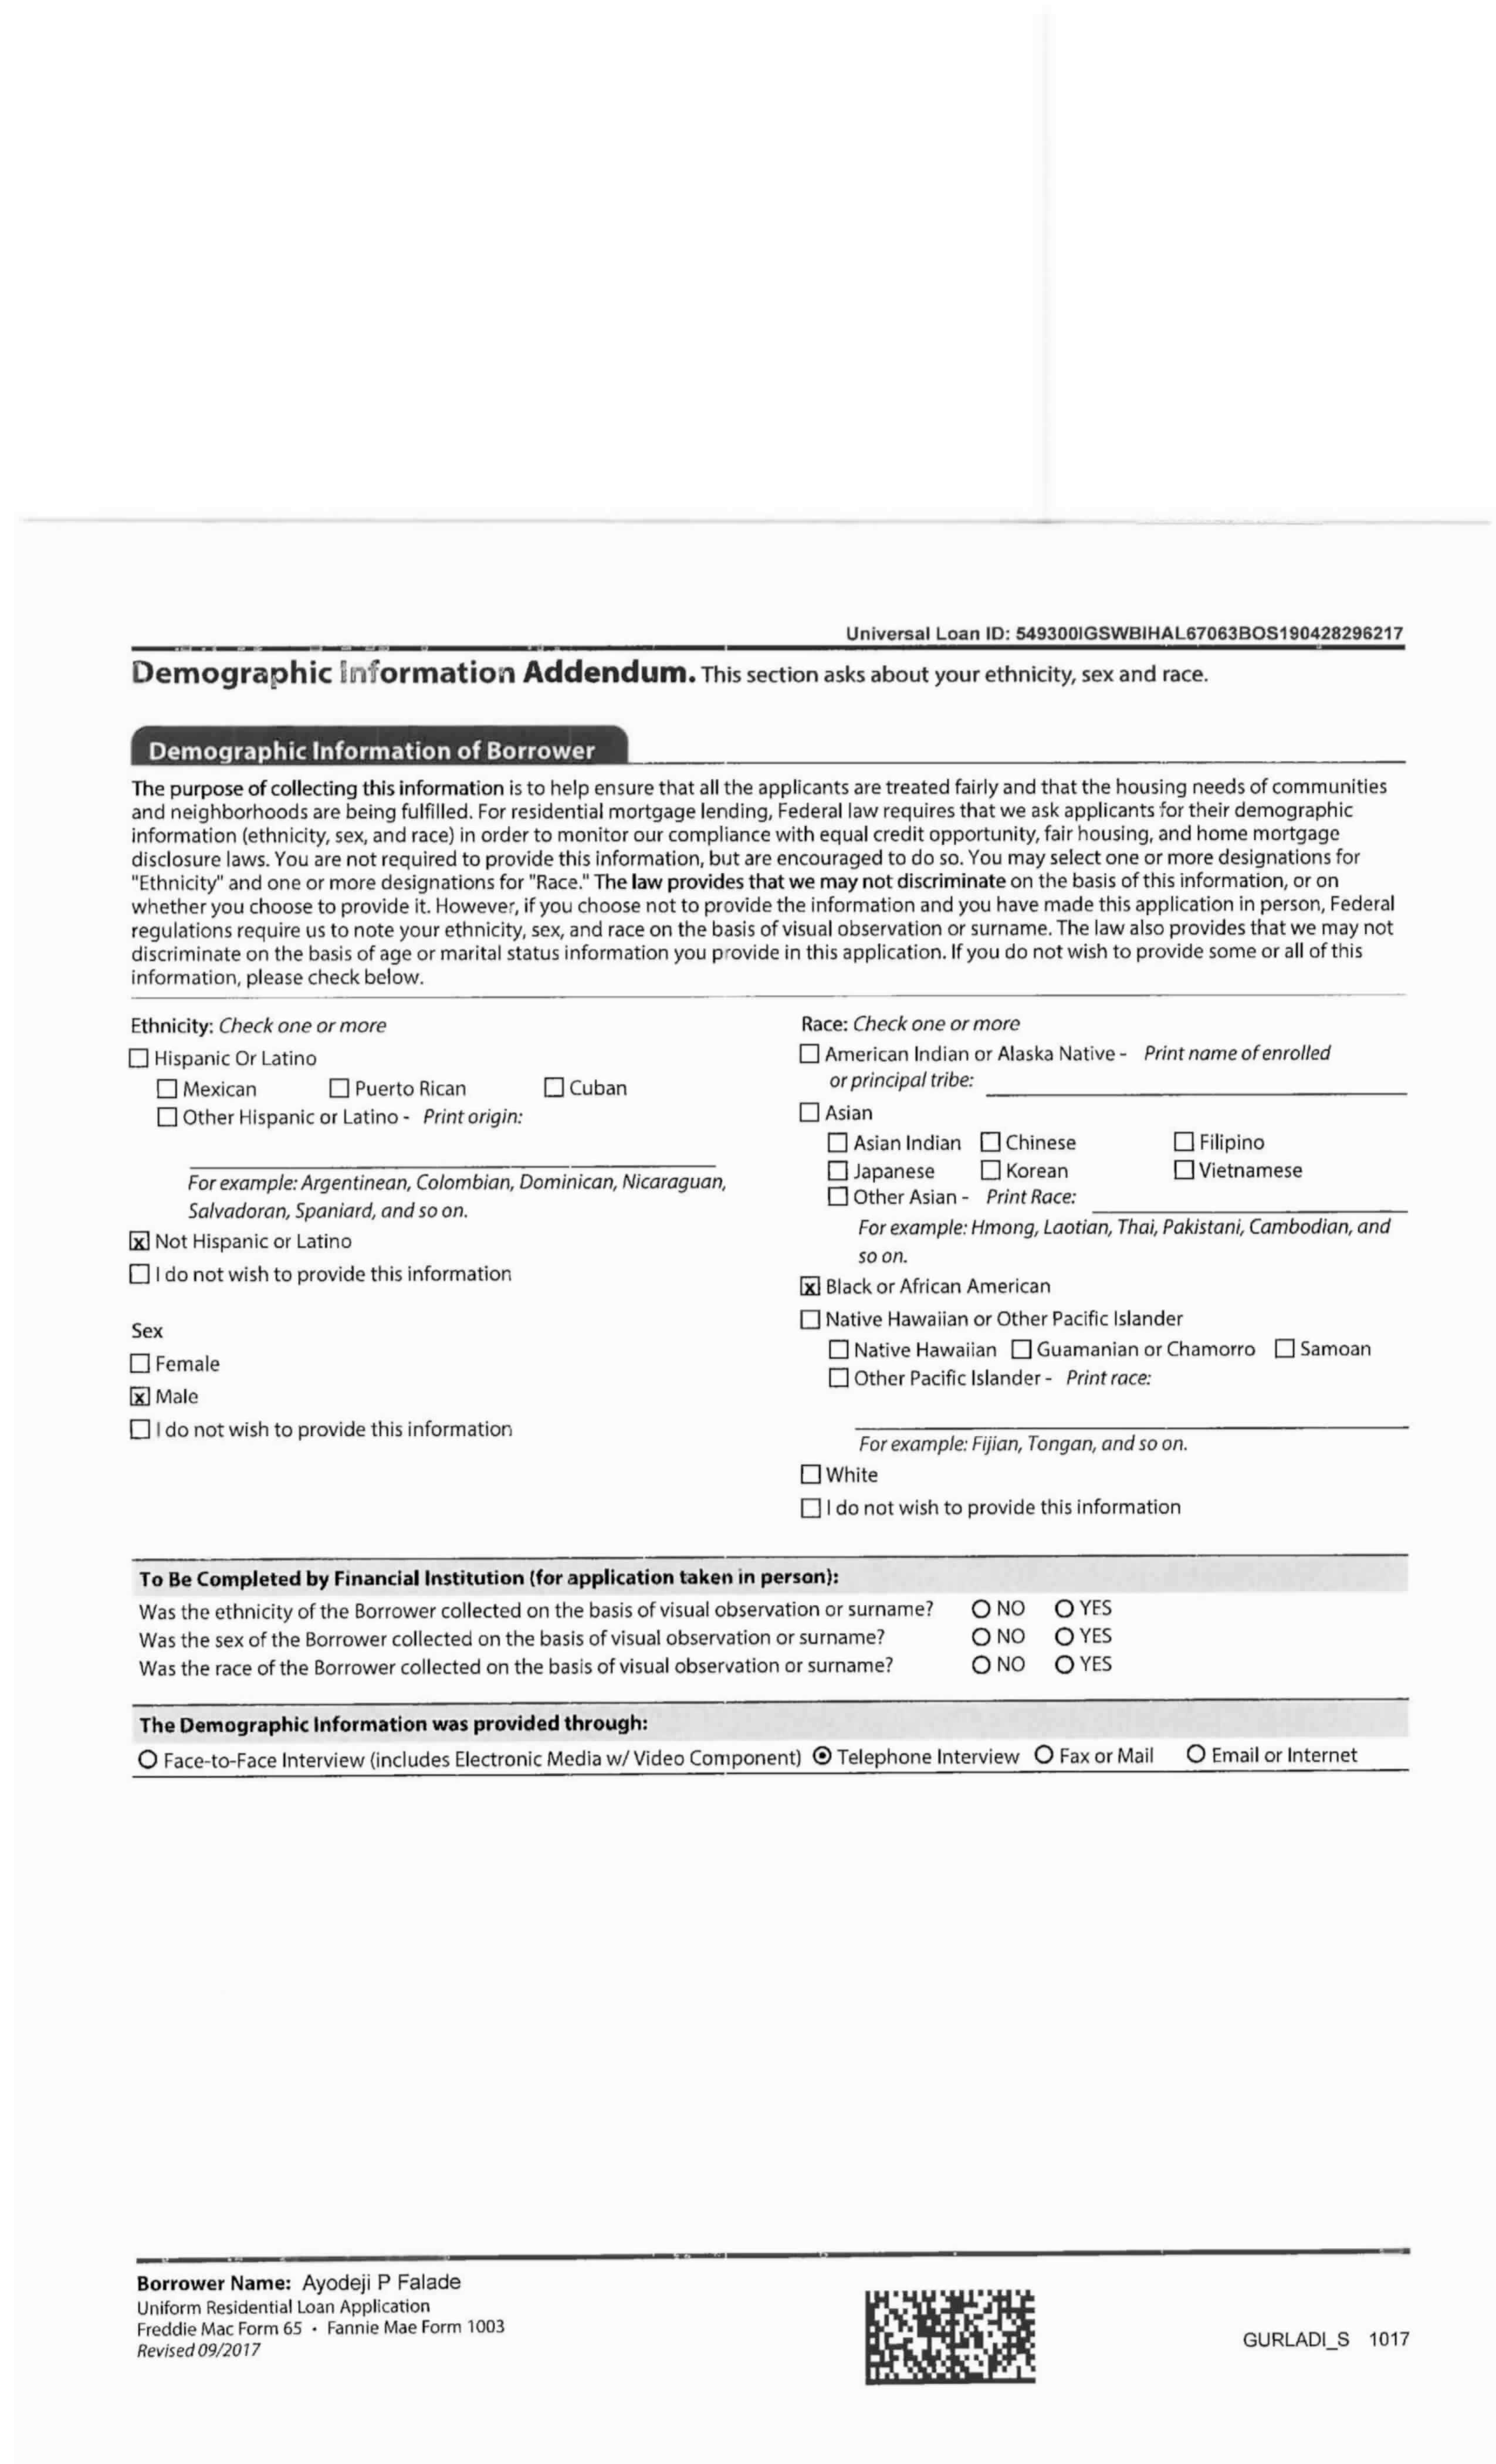 Universal Loan ID: 549300IGSWBIHAL67063BOS190428296217
Demographic Information Addendum. This section asks about your ethnicity, sex and race.
Demographic Information of Borrower
The purpose of collecting this information is to help ensure that all the applicants are treated fairly and that the housing needs of communities
and neighborhoods are being fulfilled. For residential mortgage lending, Federal law requires that we ask applicants for their demographic
information (ethnicity, sex, and race) in order to monitor our compliance with equal credit opportunity, fair housing, and home mortgage
disclosure laws. You are not required to provide this information, but are encouraged to do so. You may select one or more designations for
"Ethnicity" and one or more designations for "Race." The law provides that we may not discriminate on the basis of this information, or on
whether you choose to provide it. However, if you choose not to provide the information and you have made this application in person, Federal
regulations require us to note your ethnicity, sex, and race on the basis of visual observation or surname. The law also provides that we may not
discriminate on the basis of age or marital status information you provide in this application. If you do not wish to provide some or all of this
information, please check below.
Ethnicity: Check one or more
☐ Hispanic Or Latino
☐ Mexican ☐ Puerto Rican ☐ Cuban
☐ Other Hispanic or Latino - Print origin:
For example: Argentinean, Colombian, Dominican, Nicaraguan,
Salvadoran, Spaniard, and so on.
☒ Not Hispanic or Latino
☐ I do not wish to provide this information
Sex
☐ Female
☒ Male
☐ I do not wish to provide this information
Race: Check one or more
☐ American Indian or Alaska Native - Print name of enrolled
or principal tribe:
☐ Asian
☐ Asian Indian ☐ Chinese ☐ Filipino
☐ Japanese ☐ Korean ☐ Vietnamese
☐ Other Asian - Print Race:
For example: Hmong, Laotian, Thai, Pakistani, Cambodian, and
so on.
☒ Black or African American
☐ Native Hawaiian or Other Pacific Islander
☐ Native Hawaiian ☐ Guamanian or Chamorro ☐ Samoan
☐ Other Pacific Islander - Print race:
For example: Fijian, Tongan, and so on.
☐ White
☐ I do not wish to provide this information
To Be Completed by Financial Institution (for application taken in person):
Was the ethnicity of the Borrower collected on the basis of visual observation or surname? ○ NO ○ YES
Was the sex of the Borrower collected on the basis of visual observation or surname? ○ NO ○ YES
Was the race of the Borrower collected on the basis of visual observation or surname? ○ NO ○ YES
The Demographic Information was provided through:
○ Face-to-Face Interview (includes Electronic Media w/ Video Component) ◉ Telephone Interview ○ Fax or Mail ○ Email or Internet
Borrower Name: Ayodeji P Falade
Uniform Residential Loan Application
Freddie Mac Form 65 · Fannie Mae Form 1003
Revised 09/2017
GURLADI_S 1017